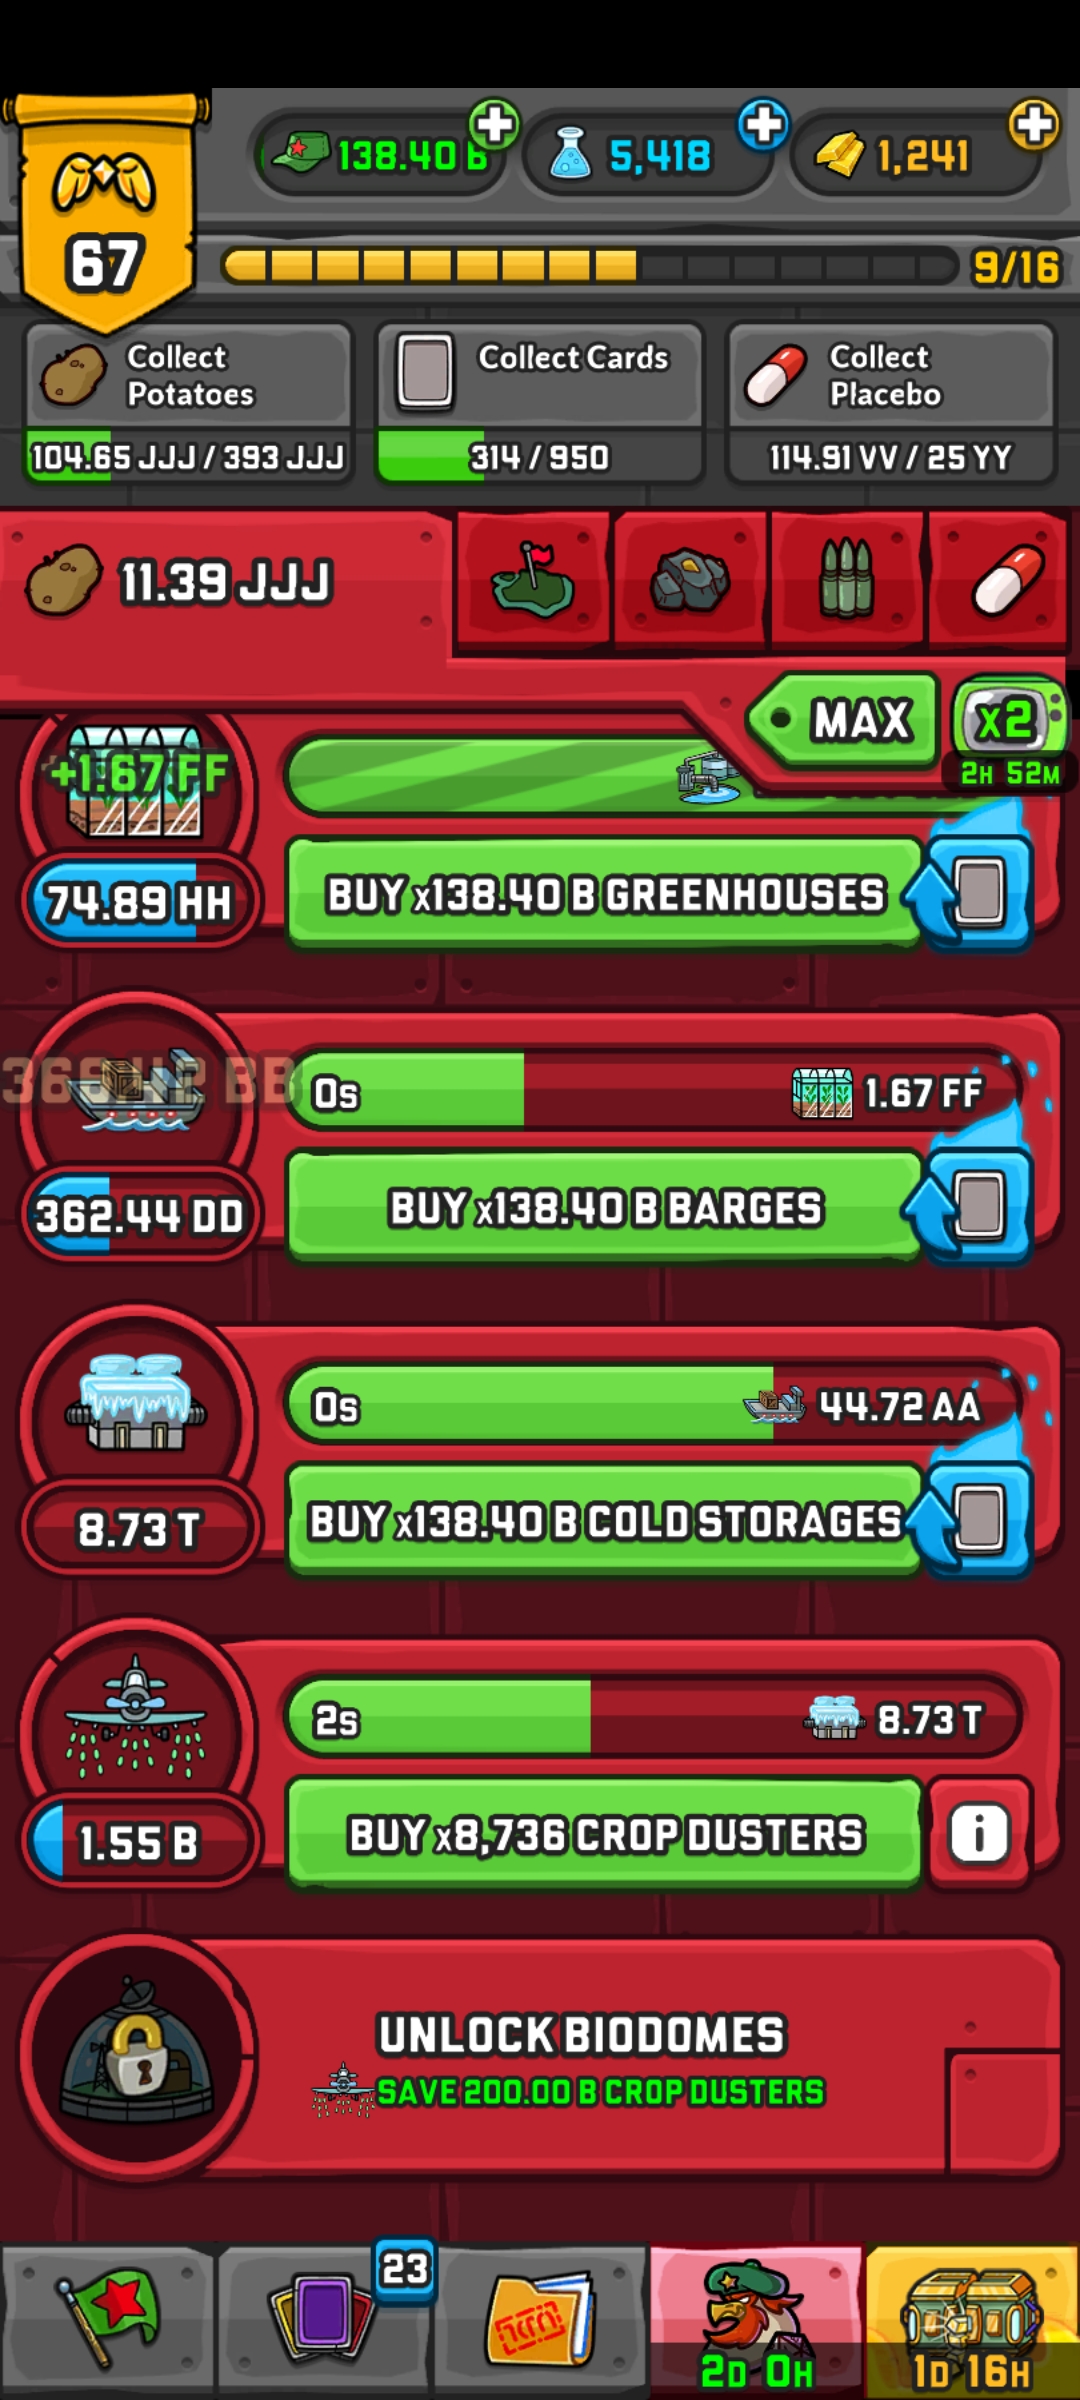 138.40 B
5,418
1,241
67
9/16
Collect
Potatoes
104.65 JJJ / 393 JJJ
Collect Cards
314 / 950
Collect
Placebo
114.91 VV / 25 YY
11.39 JJJ
MAX
x2
2H 52M
+1.67 FF
74.89 HH
BUY x138.40 B GREENHOUSES
0s
1.67 FF
362.44 DD
BUY x138.40 B BARGES
0s
44.72 AA
8.73 T
BUY x138.40 B COLD STORAGES
2s
8.73 T
1.55 B
BUY x8,736 CROP DUSTERS
i
UNLOCK BIODOMES
SAVE 200.00 B CROP DUSTERS
23
2D 0H
1D 16H